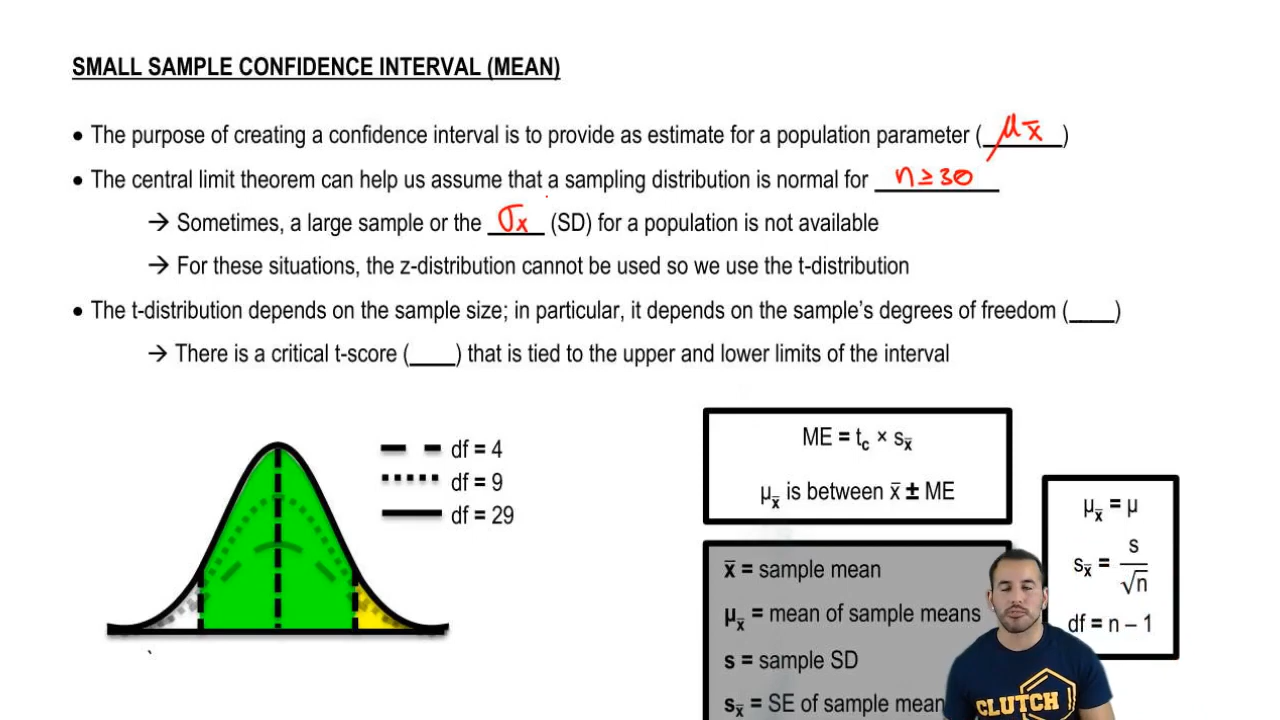 SMALL SAMPLE CONFIDENCE INTERVAL (MEAN)
• The purpose of creating a confidence interval is to provide as estimate for a population parameter (μx̄)
• The central limit theorem can help us assume that a sampling distribution is normal for n≥30
→ Sometimes, a large sample or the σx (SD) for a population is not available
→ For these situations, the z-distribution cannot be used so we use the t-distribution
• The t-distribution depends on the sample size; in particular, it depends on the sample's degrees of freedom (____)
→ There is a critical t-score (____) that is tied to the upper and lower limits of the interval
df = 4
df = 9
df = 29
ME = tc × sx̄
μx̄ is between x̄ ± ME
x̄ = sample mean
μx̄ = mean of sample means
s = sample SD
sx̄ = SE of sample mean
μx̄ = μ
sx̄ = s/√n
df = n – 1
CLUTCH